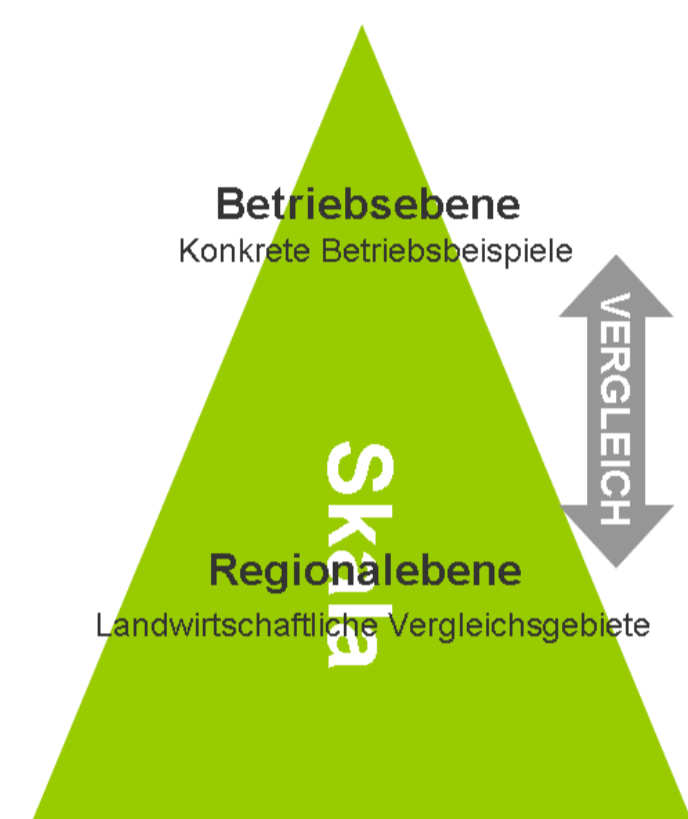 Betriebsebene
Konkrete Betriebsbeispiele
VERGLEICH
Skala
Regionalebene
Landwirtschaftliche Vergleichsgebiete